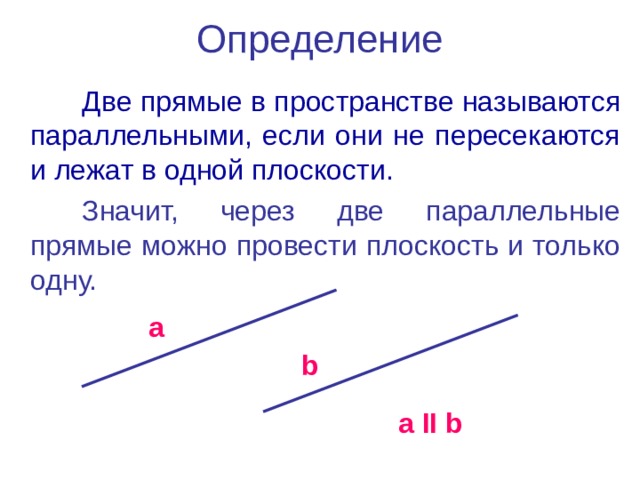 Определение
Две прямые в пространстве называются
параллельными, если они не пересекаются
и лежат в одной плоскости.
Значит, через две параллельные
прямые можно провести плоскость и только
одну.
a
b
a II b